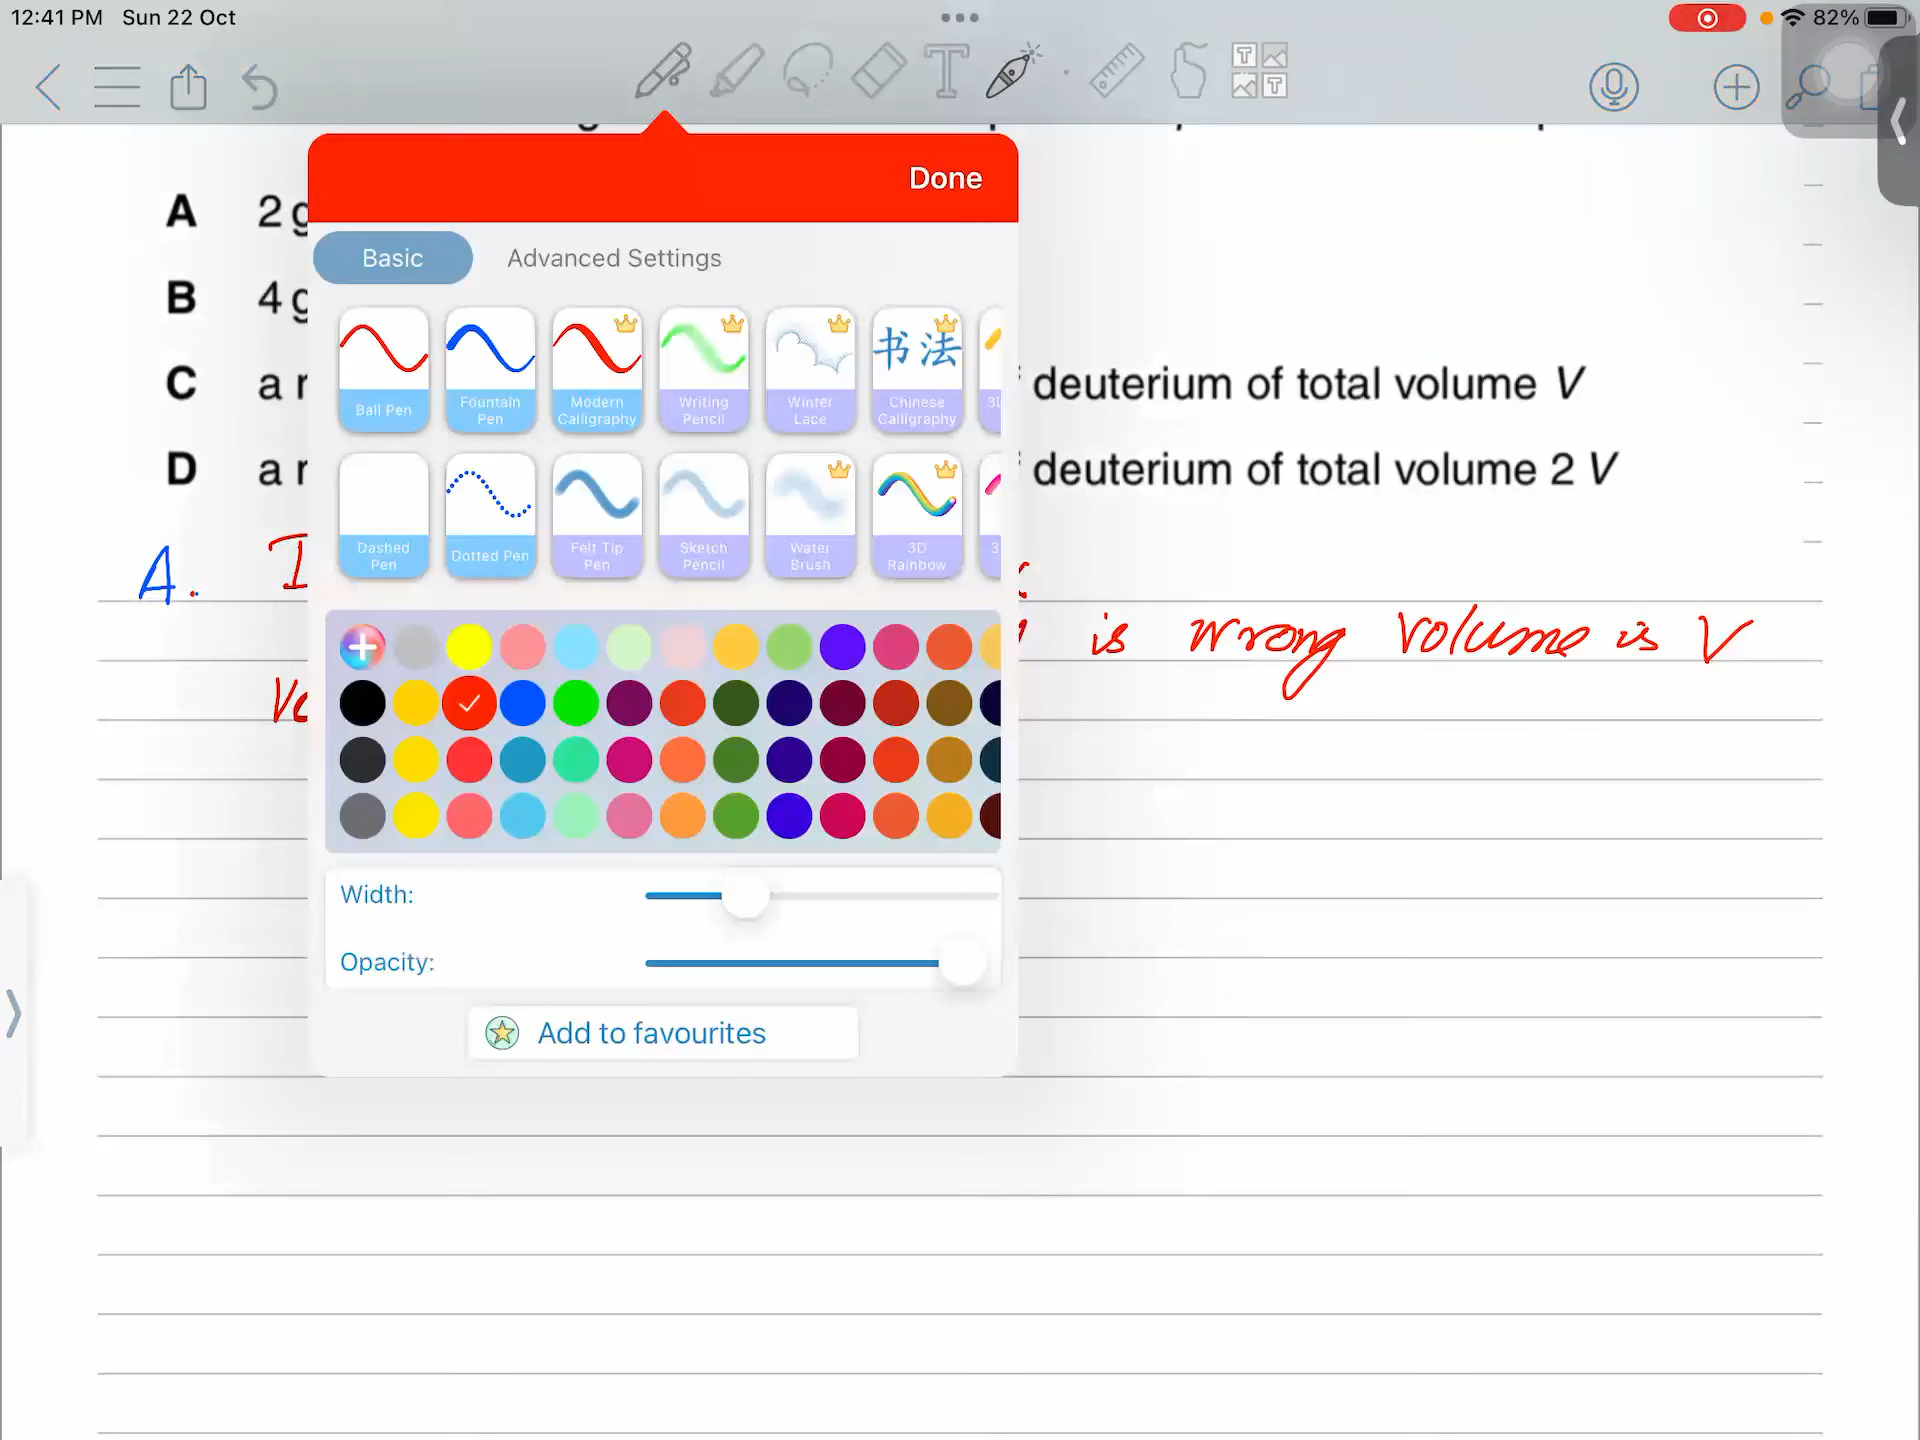 12:41 PM Sun 22 Oct
82%
Done
Basic Advanced Settings
A 2 g
B 4 g
C a deuterium of total volume V
D a deuterium of total volume 2 V
Ball Pen
Fountain Pen
Modern Calligraphy
Writing Pencil
Winter Lace
书法
Chinese Calligraphy
Dashed Pen
Dotted Pen
Felt Tip Pen
Sketch Pencil
Water Brush
3D Rainbow
A. I
is wrong volume is V
Width:
Opacity:
Add to favourites